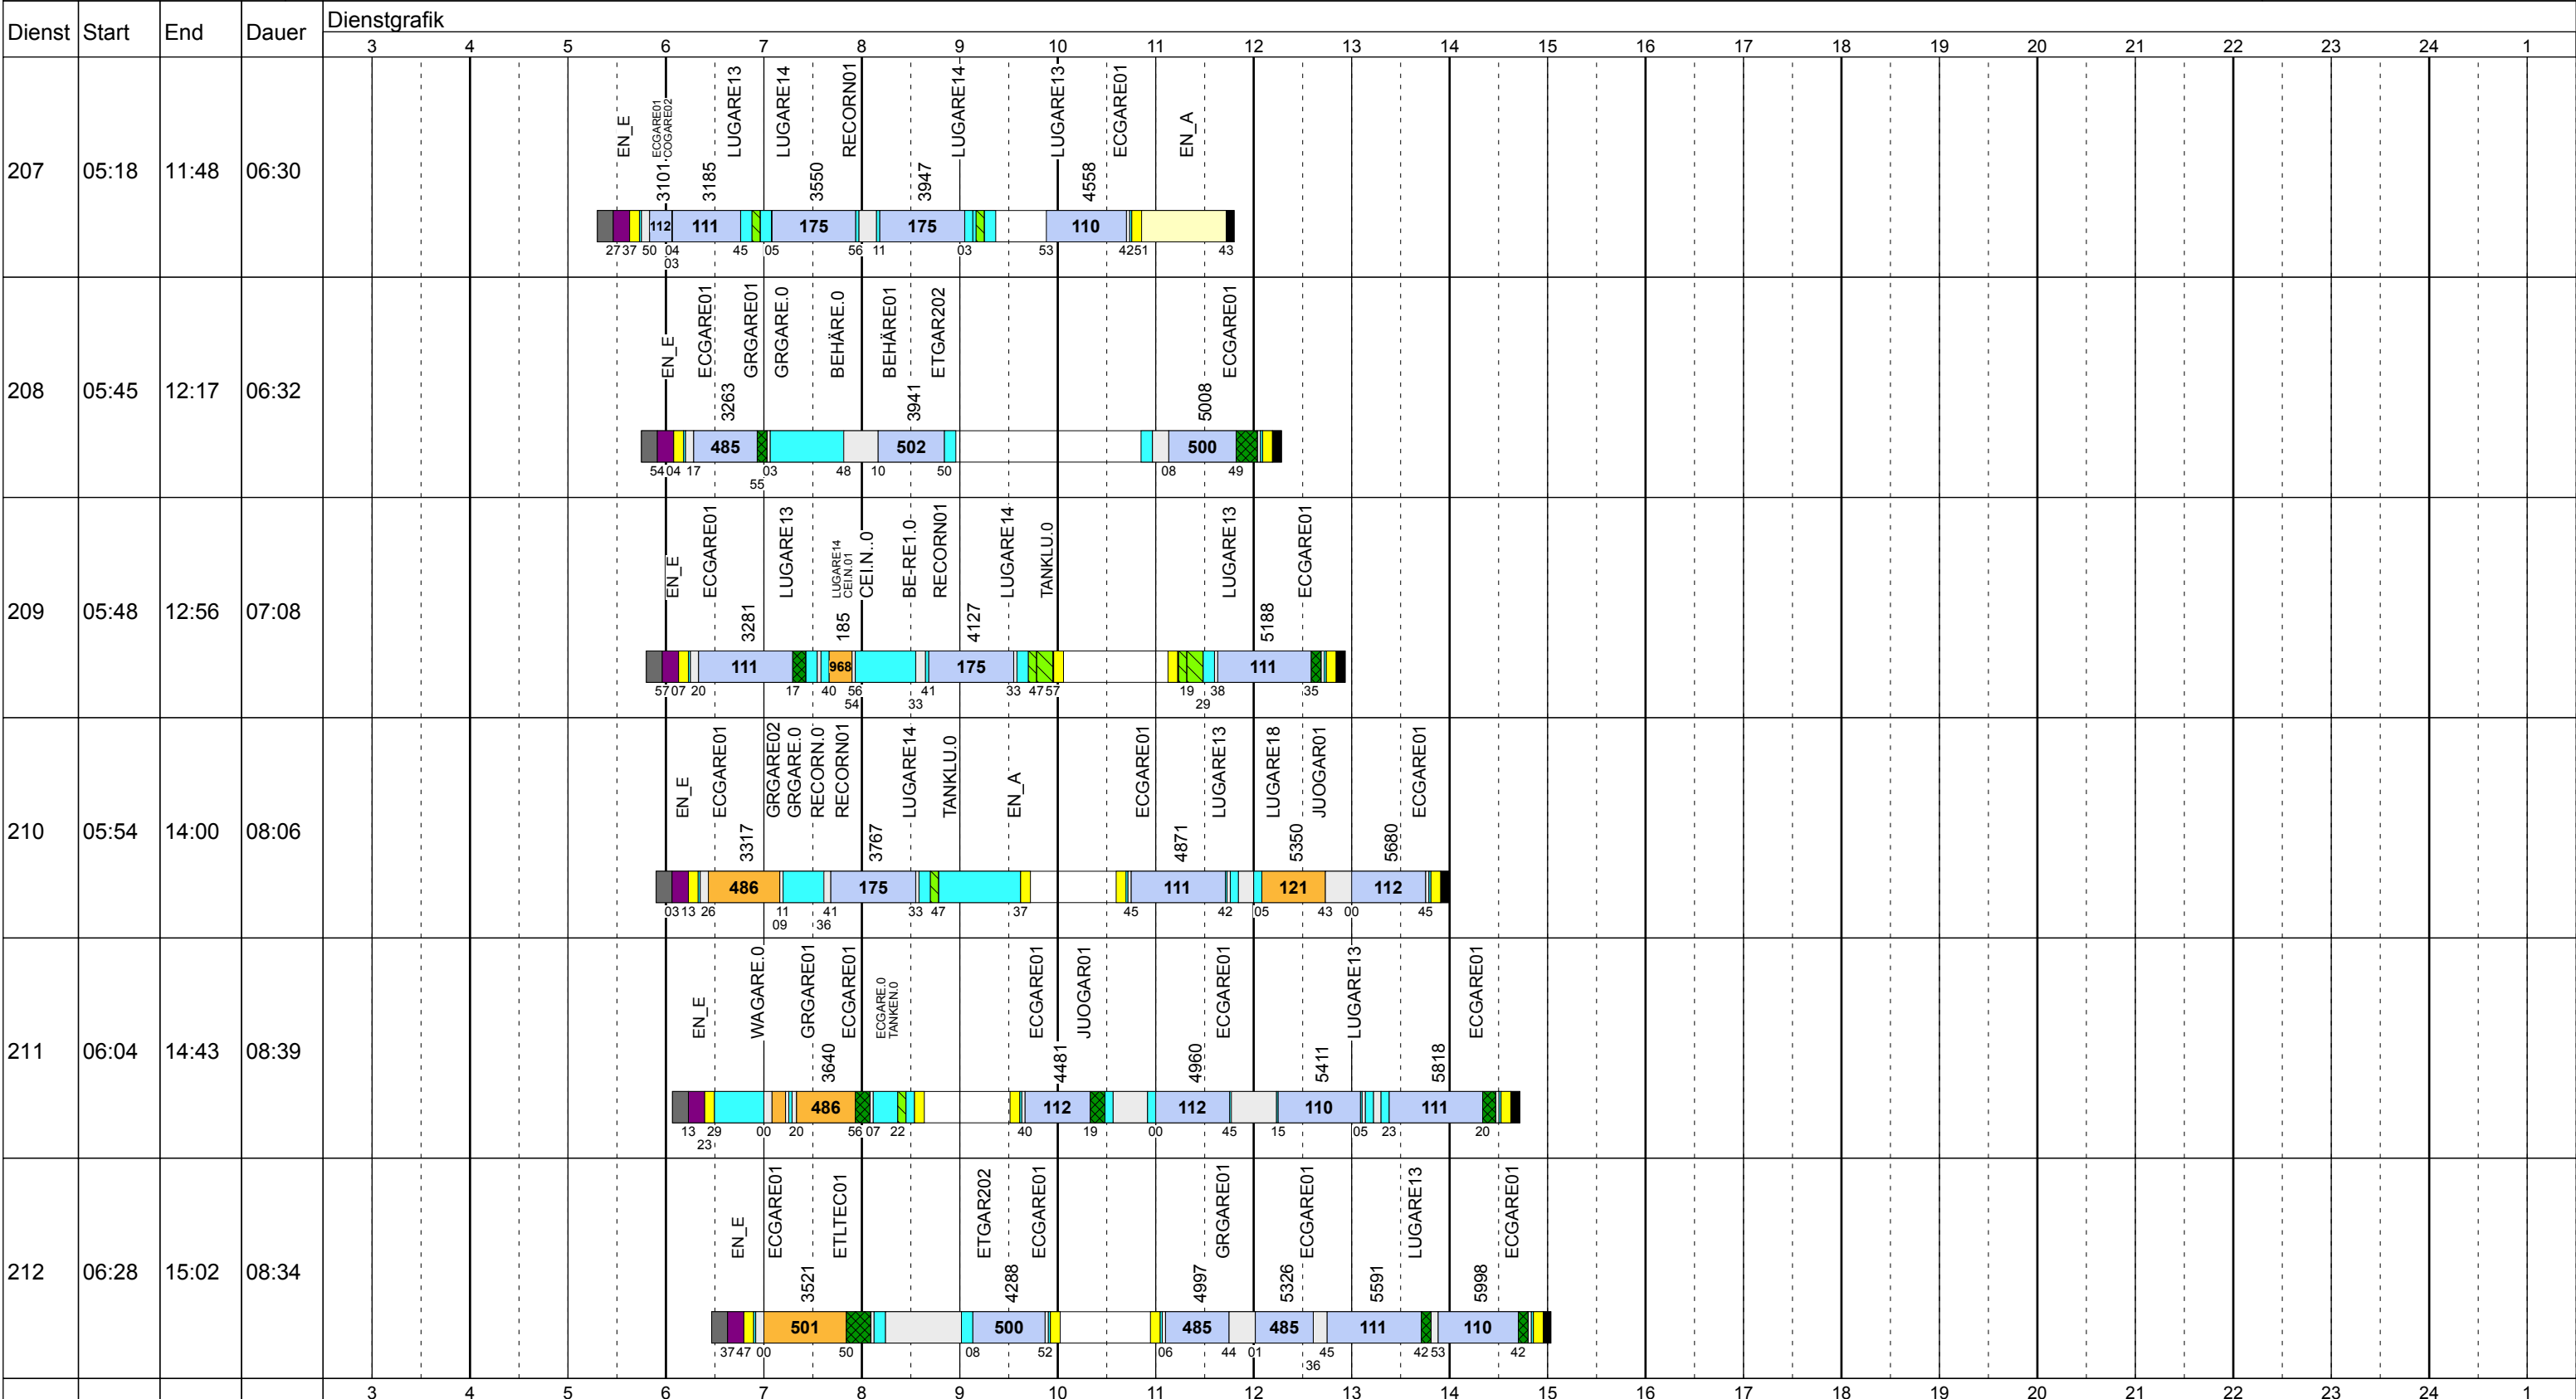 Dienst Start End Dauer Dienstgrafik
3 4 5 6 7 8 9 10 11 12 13 14 15 16 17 18 19 20 21 22 23 24 1
EN_E ECGARE01 COGARE02 LUGARE13 LUGARE14 RECORN01 LUGARE14 LUGARE13 ECGARE01 EN_A
3101 3185 3550 3947 4558
207 05:18 11:48 06:30
112 111 175 175 110
27 37 50 04 45 05 56 11 03 53 42 51 43
03
EN_E ECGARE01 GRGARE01 GRGARE.0 BEHÄRE.0 BEHÄRE01 ETGAR202 ECGARE01
3263 3941 5008
208 05:45 12:17 06:32
485 502 500
54 04 17 03 48 10 50 08 49
55
EN_E ECGARE01 LUGARE13 LUGARE14 CEI.N.01 CEI.N..0 BE-RE1.0 RECORN01 LUGARE14 TANKLU.0 LUGARE13 ECGARE01
3281 185 4127 5188
209 05:48 12:56 07:08
111 968 175 111
57 07 20 17 40 56 41 33 47 57 19 38 35
54 33 29
EN_E ECGARE01 GRGARE02 GRGARE.0 RECORN.0 RECORN01 LUGARE14 TANKLU.0 EN_A ECGARE01 LUGARE13 LUGARE18 JUOGAR01 ECGARE01
3317 3767 4871 5350 5680
210 05:54 14:00 08:06
486 175 111 121 112
03 13 26 11 41 33 47 37 45 42 05 43 00 45
09 36
EN_E WAGARE.0 GRGARE01 ECGARE01 ECGARE.0 TANKEN.0 ECGARE01 JUOGAR01 ECGARE01 LUGARE13 ECGARE01
3640 4481 4960 5411 5818
211 06:04 14:43 08:39
486 112 112 110 111
13 29 00 20 56 07 22 40 19 00 45 15 05 23 20
23
EN_E ECGARE01 ETLTEC01 ETGAR202 ECGARE01 GRGARE01 ECGARE01 LUGARE13 ECGARE01
3521 4288 4997 5326 5591 5998
212 06:28 15:02 08:34
501 500 485 485 111 110
37 47 00 50 08 52 06 44 01 45 42 53 42
36
3 4 5 6 7 8 9 10 11 12 13 14 15 16 17 18 19 20 21 22 23 24 1